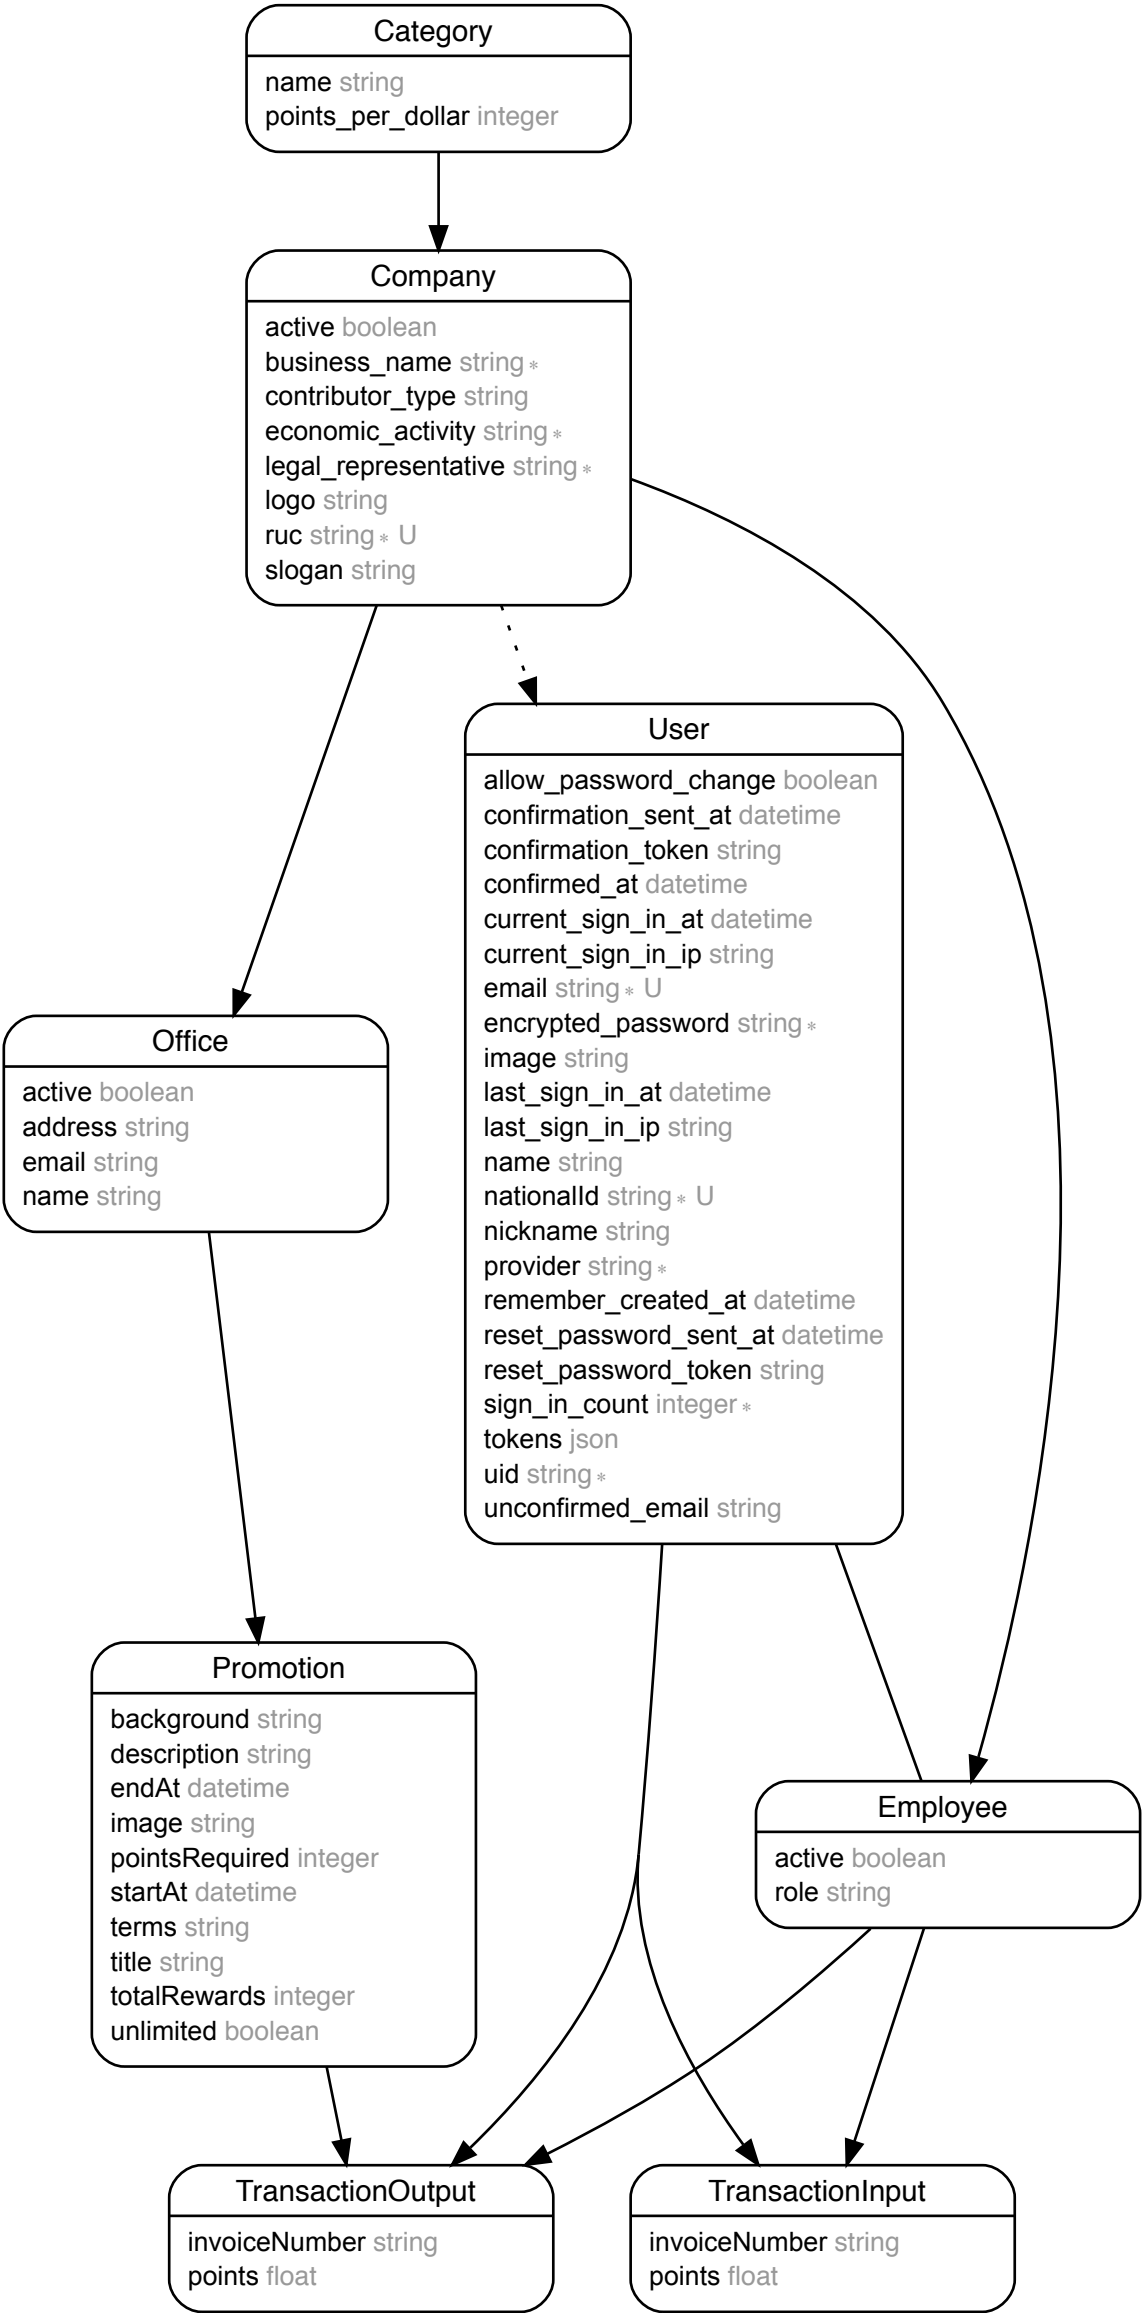 Category
name string
points_per_dollar integer
Company
active boolean
business_name string *
contributor_type string
economic_activity string *
legal_representative string *
logo string
ruc string * U
slogan string
User
allow_password_change boolean
confirmation_sent_at datetime
confirmation_token string
confirmed_at datetime
current_sign_in_at datetime
current_sign_in_ip string
email string * U
encrypted_password string *
image string
last_sign_in_at datetime
last_sign_in_ip string
name string
nationalId string * U
nickname string
provider string *
remember_created_at datetime
reset_password_sent_at datetime
reset_password_token string
sign_in_count integer *
tokens json
uid string *
unconfirmed_email string
Office
active boolean
address string
email string
name string
Promotion
background string
description string
endAt datetime
image string
pointsRequired integer
startAt datetime
terms string
title string
totalRewards integer
unlimited boolean
Employee
active boolean
role string
TransactionOutput
invoiceNumber string
points float
TransactionInput
invoiceNumber string
points float